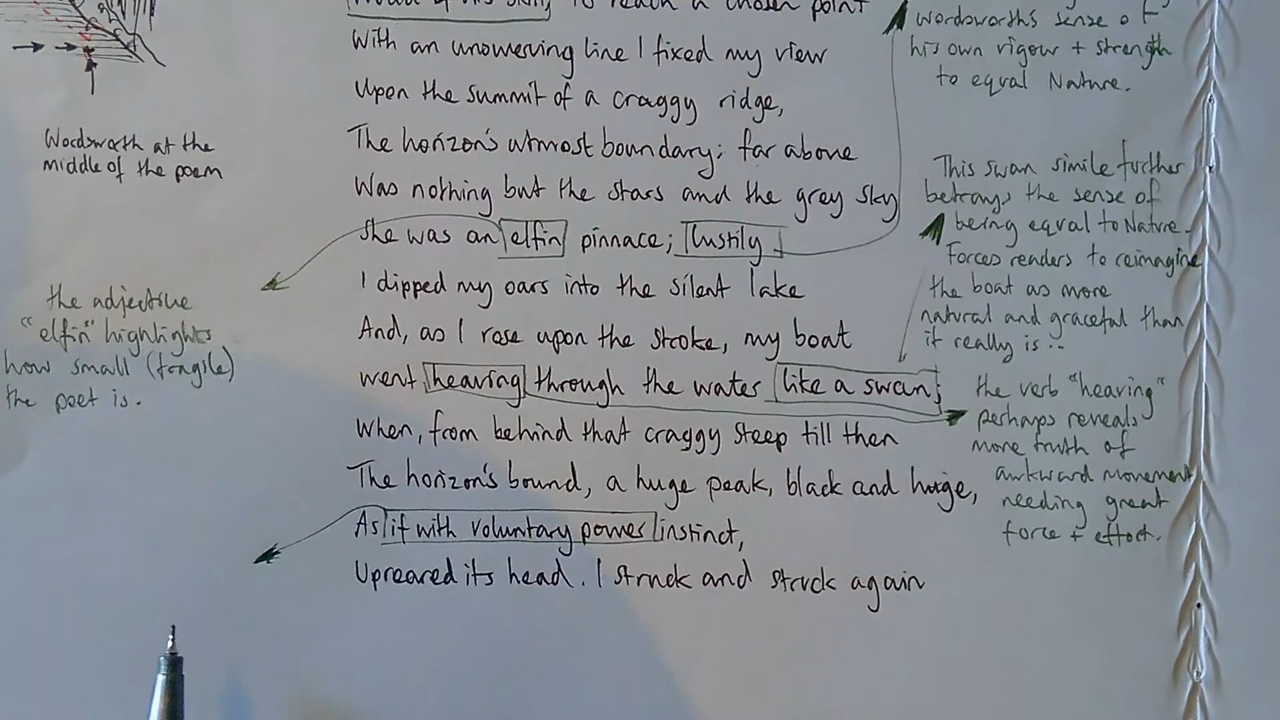 to reach a chosen point
With an unswerving line I fixed my view
Upon the summit of a craggy ridge,
The horizon's utmost boundary; far above
Was nothing but the stars and the grey sky
She was an elfin pinnace; lustily
I dipped my oars into the silent lake
And, as I rose upon the stroke, my boat
went heaving through the water like a swan;
When, from behind that craggy steep till then
The horizon's bound, a huge peak, black and huge,
As if with voluntary power instinct,
Upreared its head. I struck and struck again
Wordsworth at the
middle of the poem
the adjective
"elfin" highlights
how small (fragile)
the poet is.
Wordsworth's sense of
his own vigour + strength
to equal Nature.
This swan simile further
betrays the sense of
being equal to Nature.
Forces readers to reimagine
the boat as more
natural and graceful than
it really is...
the verb "heaving"
perhaps reveals
more truth of
awkward movement
needing great
force + effort.